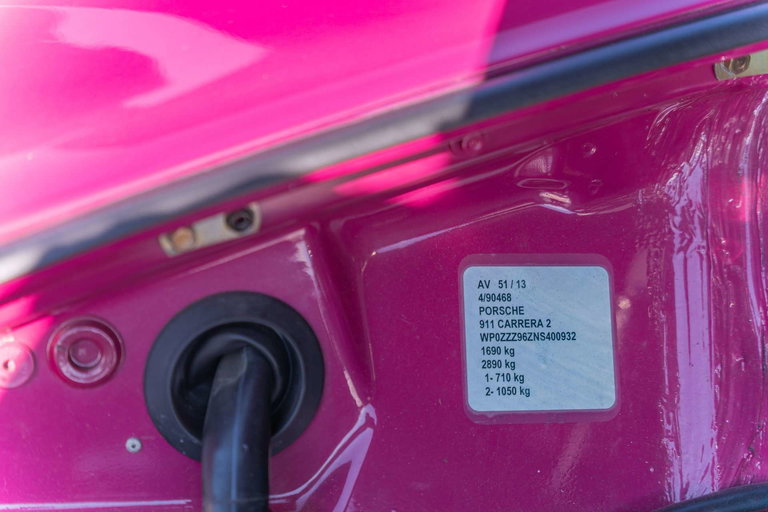 AV 51 / 13
4/90468
PORSCHE
911 CARRERA 2
WP0ZZZ96ZNS400932
1690 kg
2890 kg
1- 710 kg
2- 1050 kg